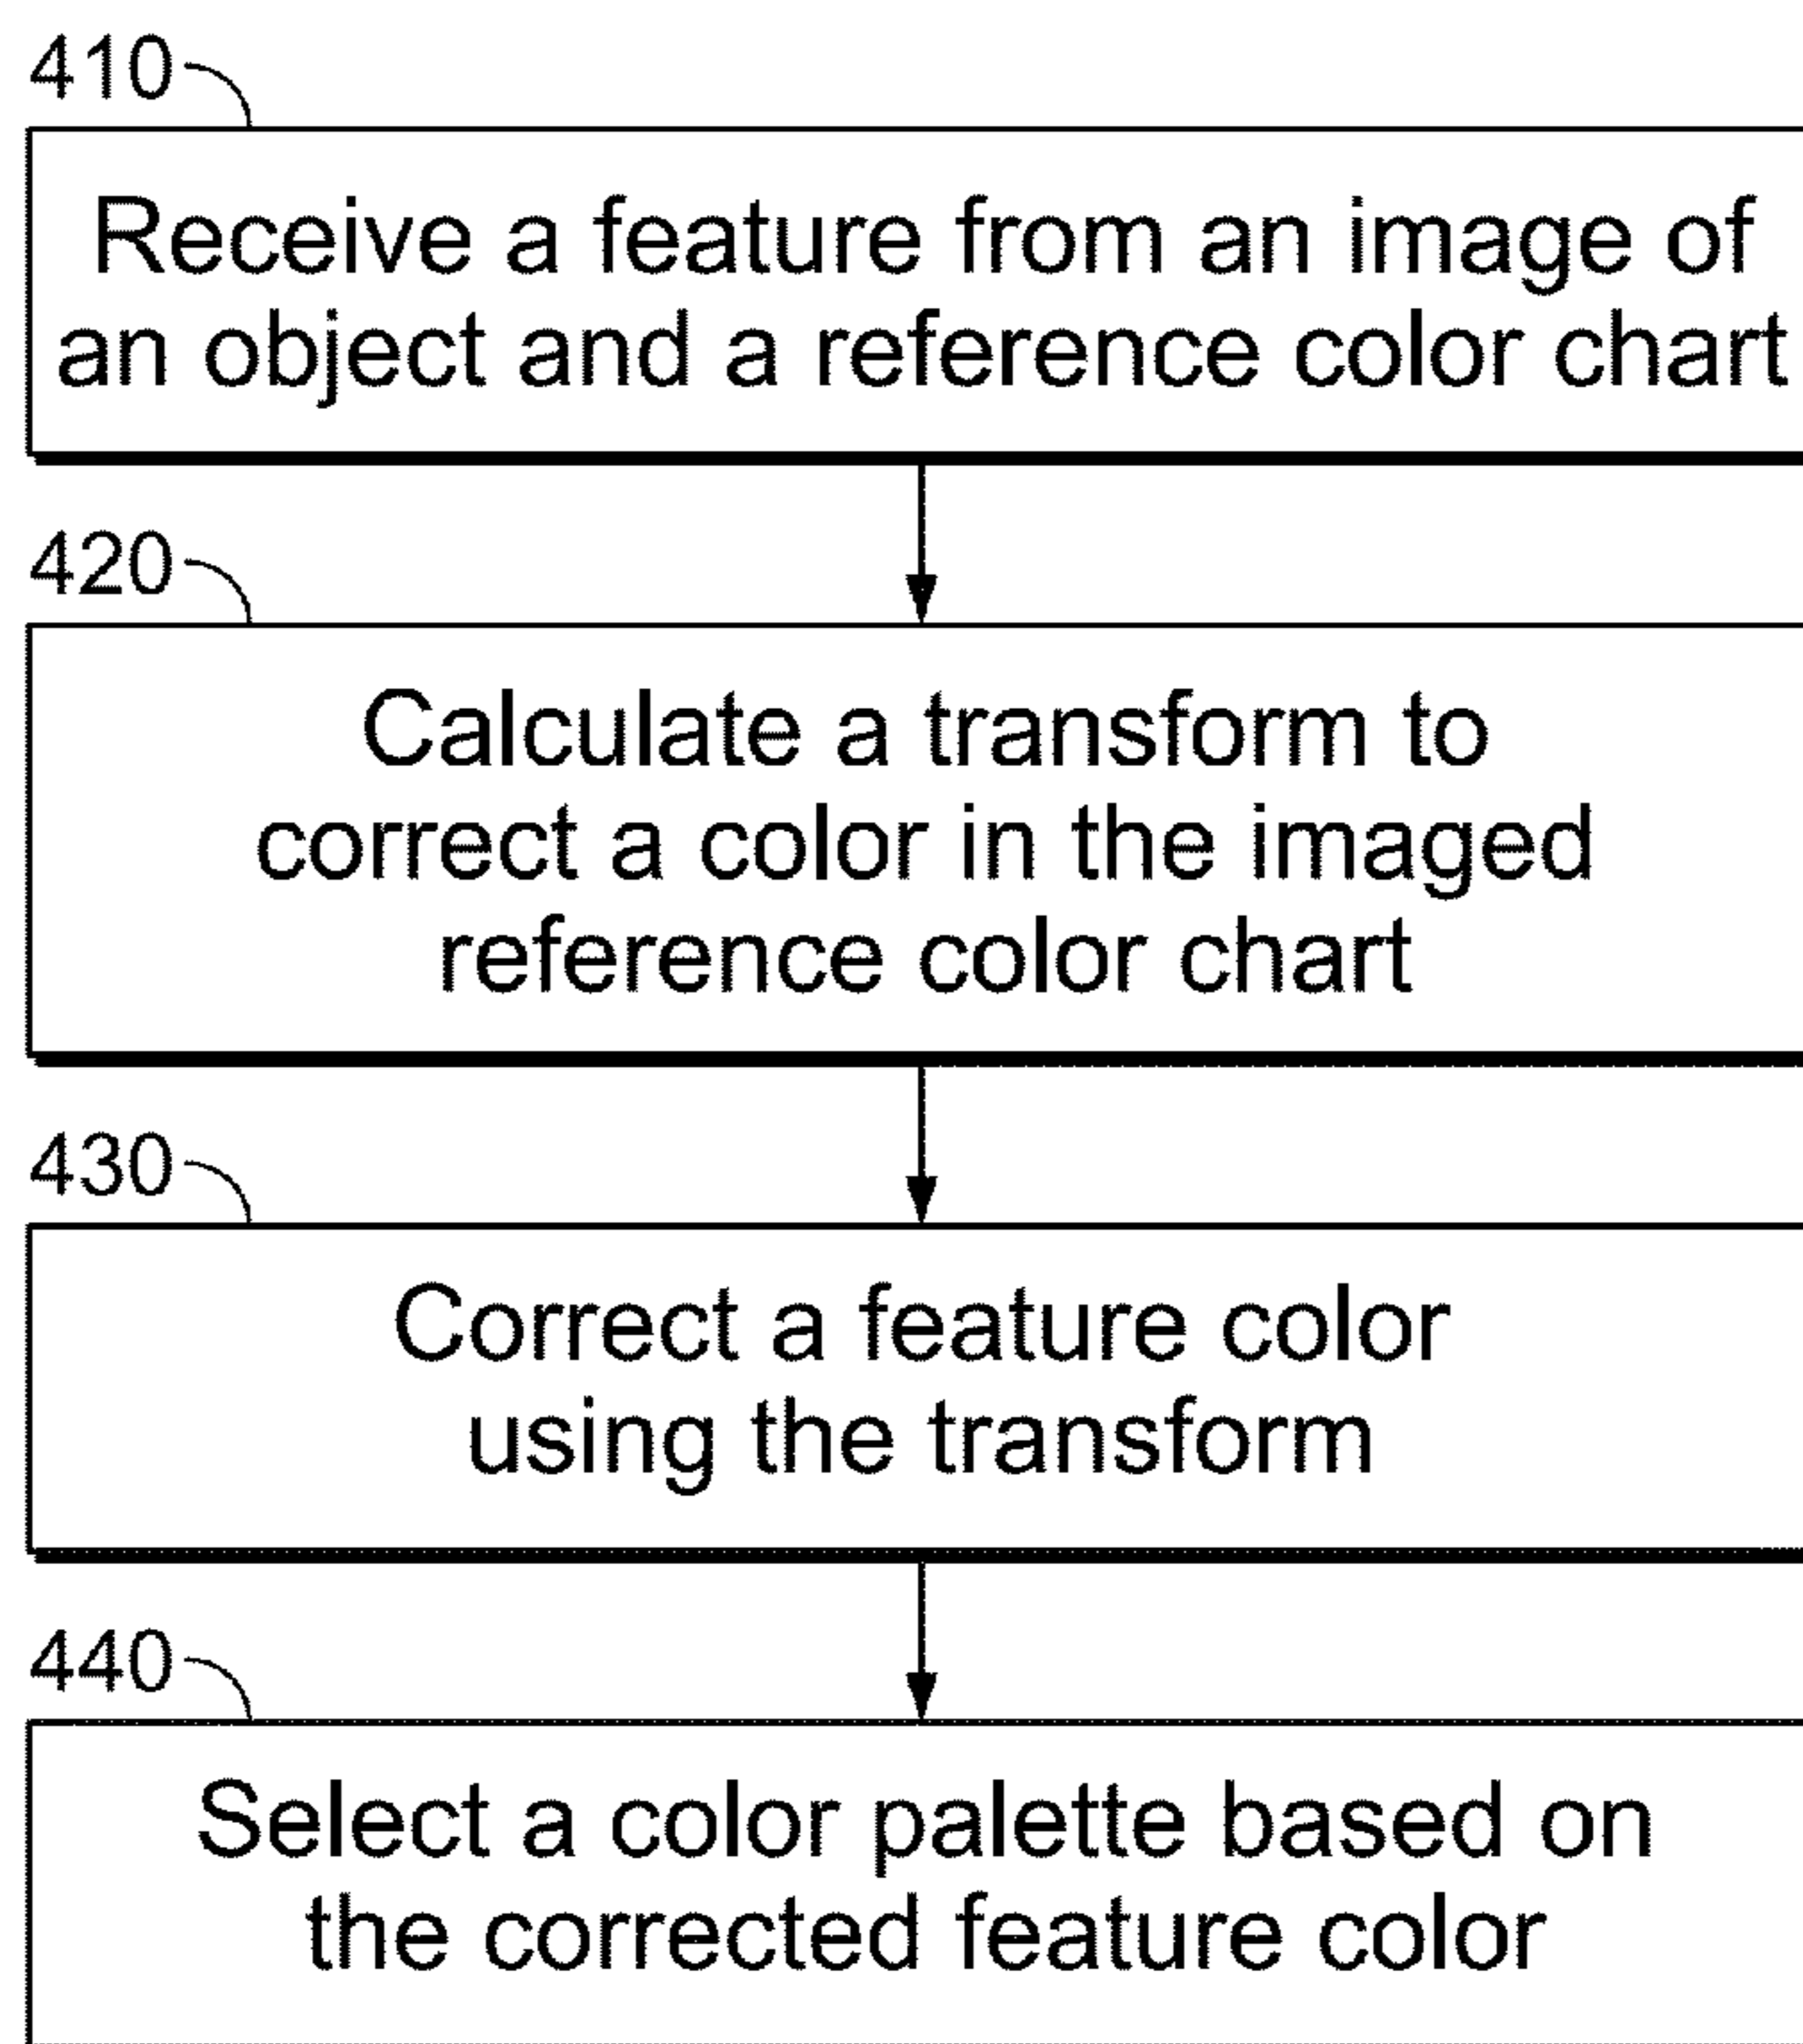 410
Receive a feature from an image of
an object and a reference color chart
420
Calculate a transform to
correct a color in the imaged
reference color chart
430
Correct a feature color
using the transform
440
Select a color palette based on
the corrected feature color